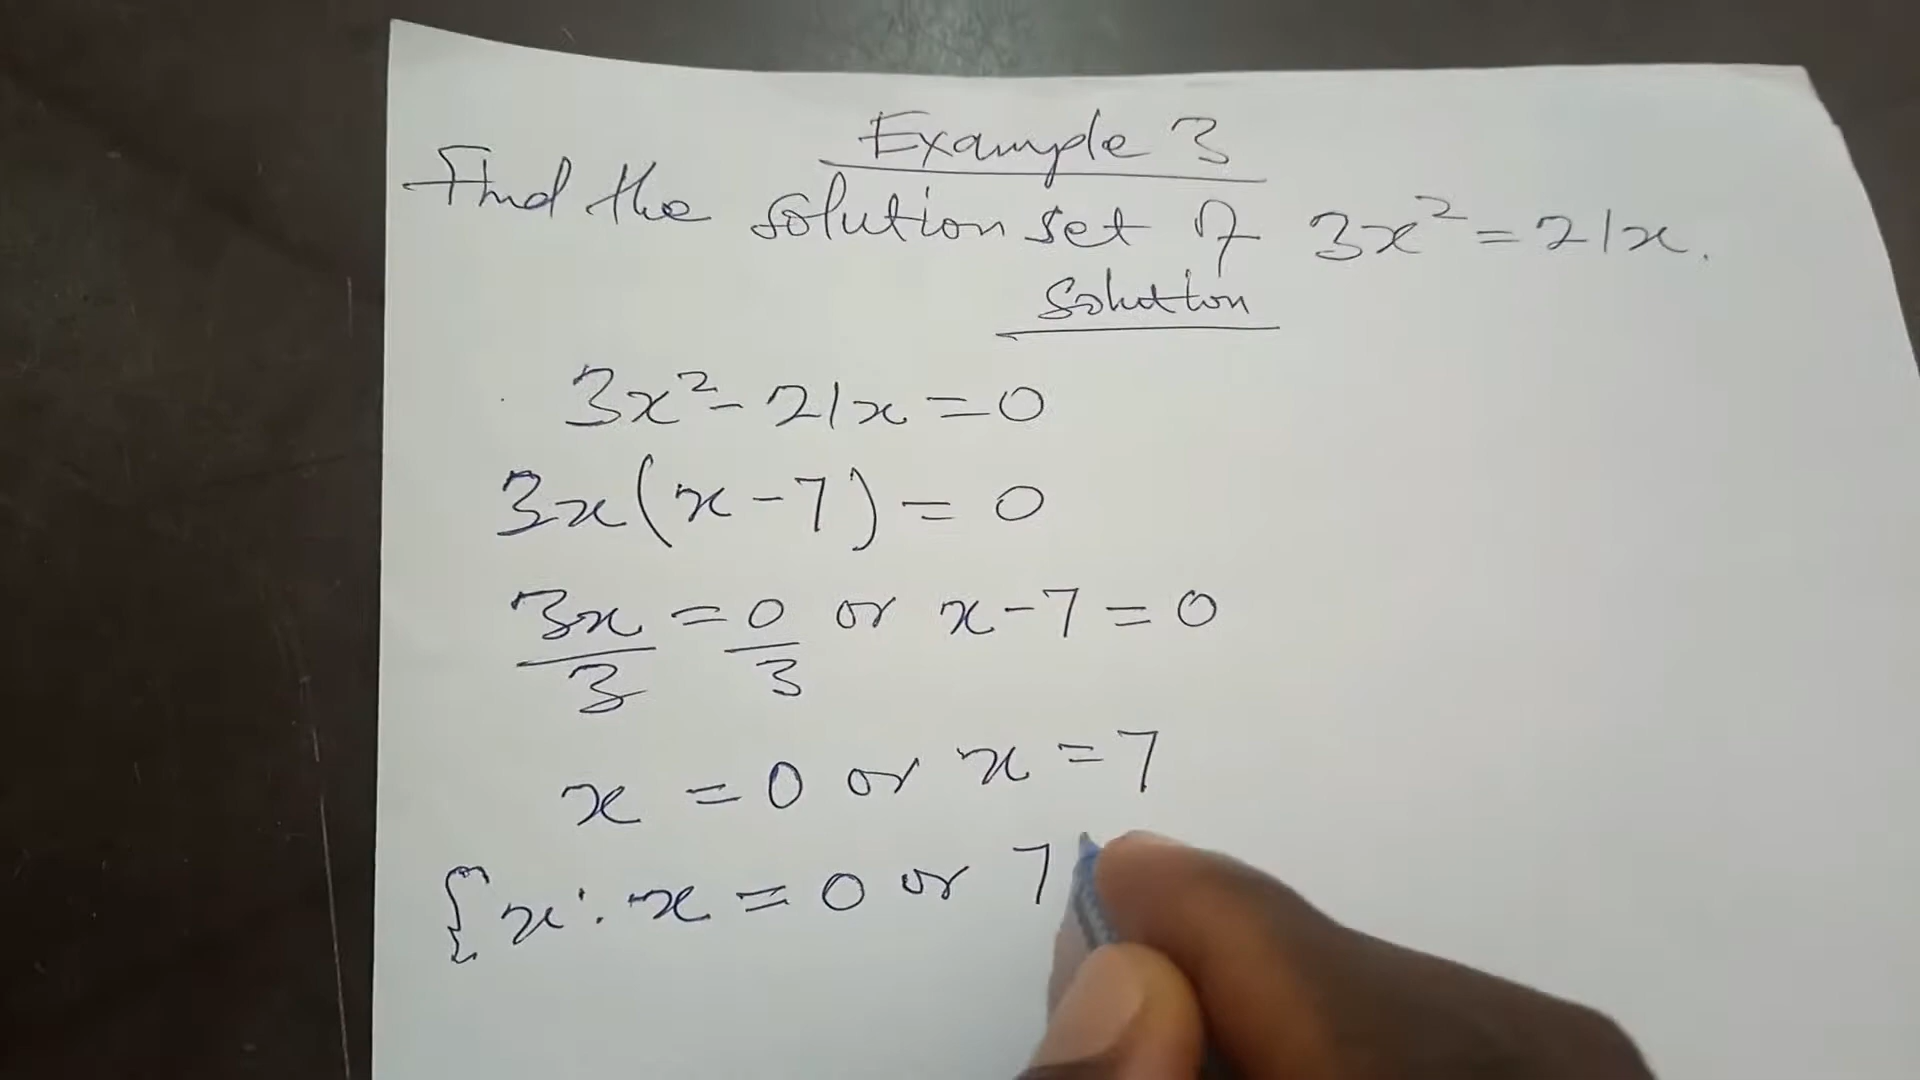 Example 3
Find the solution set of 3x² = 21x.
Solution
3x² - 21x = 0
3x(x - 7) = 0
3x/3 = 0/3 or x - 7 = 0
x = 0 or x = 7
{x : x = 0 or 7